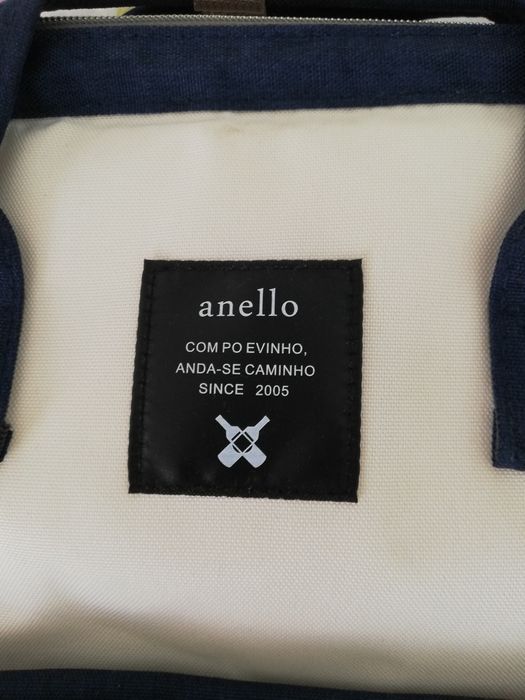 anello
COM PO EVINHO,
ANDA-SE CAMINHO
SINCE 2005